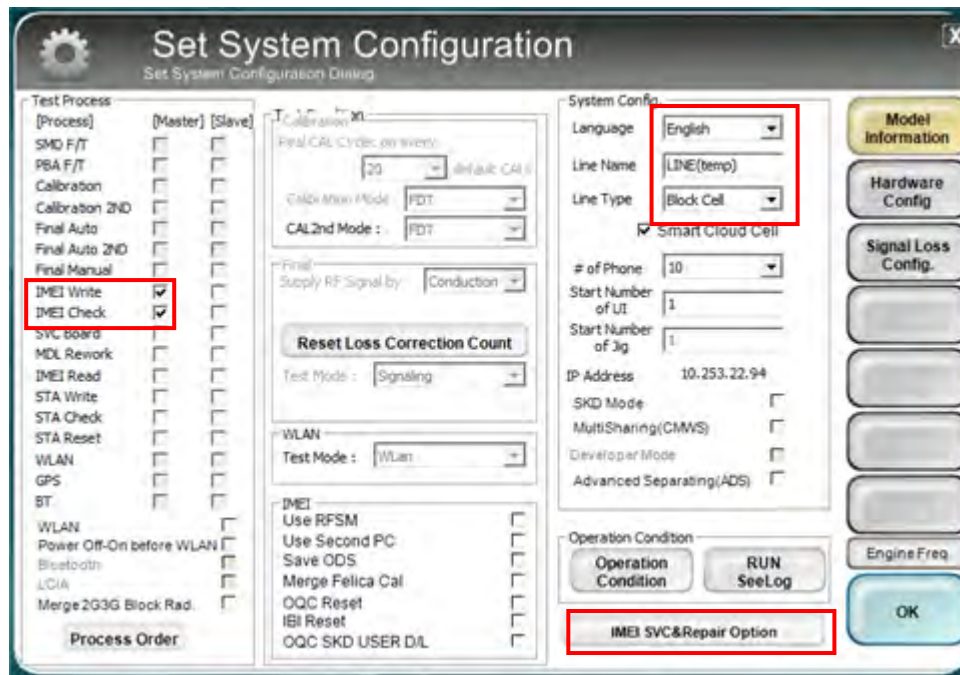 Set System Configuration
Set System Configuration Dialog
X
Test Process
[Process] [Master] [Slave]
SMD F/T
PBA F/T
Calibration
Calibration 2ND
Final Auto
Final Auto 2ND
Final Manual
IMEI Write
IMEI Check
SVC Board
MDL Rework
IMEI Read
STA Write
STA Check
STA Reset
WLAN
GPS
BT
WLAN
Power Off-On before WLAN
Bluetooth
LCIA
Merge 2G3G Block Rad.
Process Order
Calibration
Final CAL Cycle: on every
20 default CAL's
Calibration Mode : FDT
CAL2nd Mode : FDT
Final
Supply RF Signal by Conduction
Reset Loss Correction Count
Test Mode : Signaling
WLAN
Test Mode : WLan
IMEI
Use RFSM
Use Second PC
Save ODS
Merge Felica Cal
OQC Reset
IBI Reset
OQC SKD USER D/L
System Config.
Language English
Line Name LINE(temp)
Line Type Block Cell
Smart Cloud Cell
# of Phone 10
Start Number of UI 1
Start Number of Jig 1
IP Address 10.253.22.94
SKD Mode
MultiSharing(CMWS)
Developer Mode
Advanced Separating(ADS)
Operation Condition
Operation Condition
RUN SeeLog
IMEI SVC&Repair Option
Model Information
Hardware Config
Signal Loss Config.
Engine Freq
OK